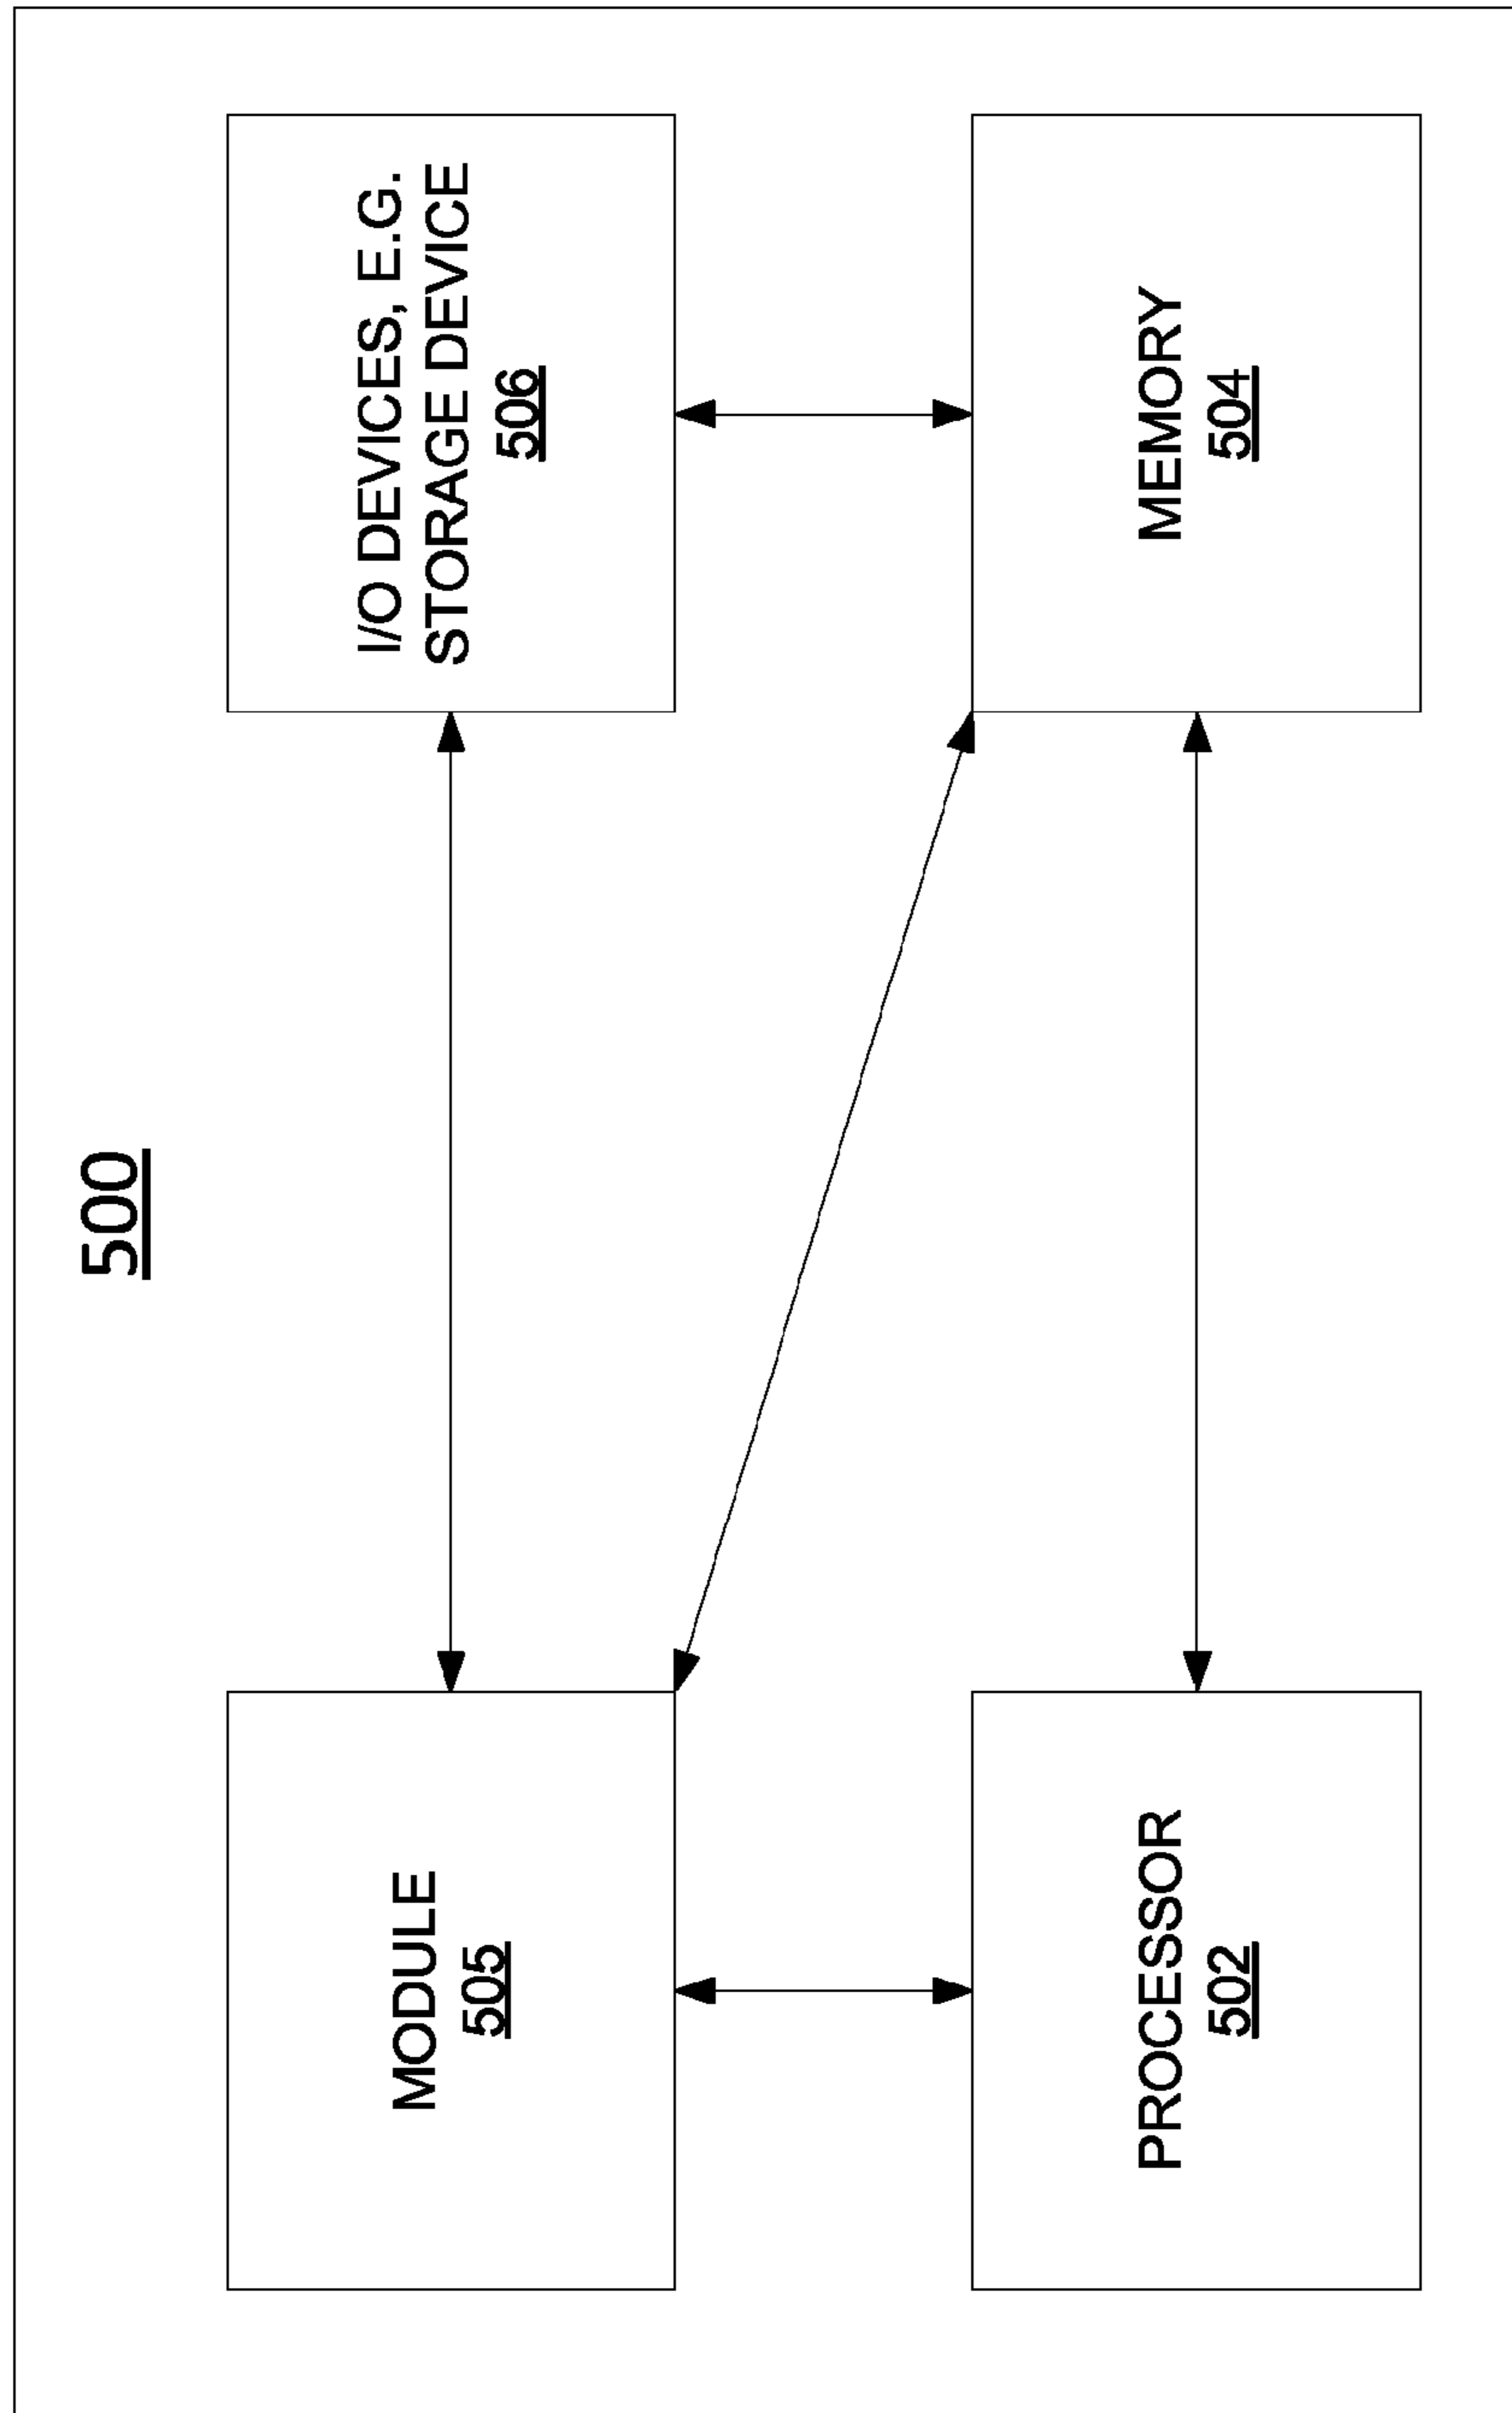 500
MODULE
505
I/O DEVICES, E.G.
STORAGE DEVICE
506
PROCESSOR
502
MEMORY
504